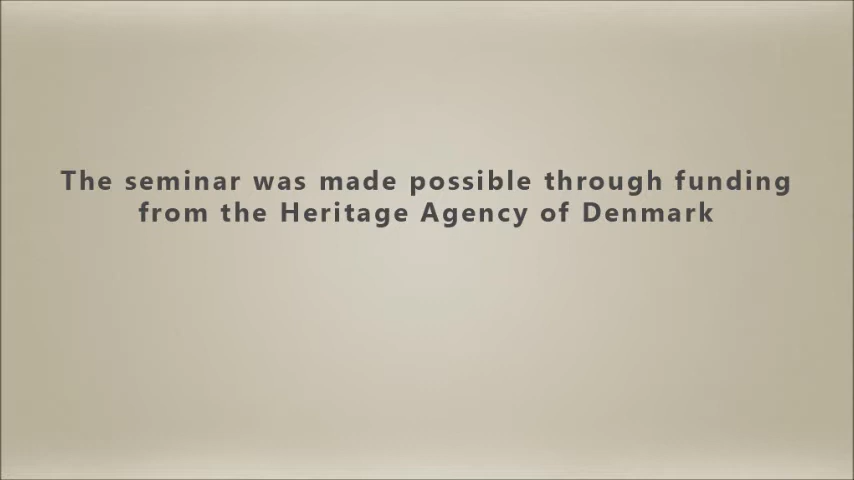 The seminar was made possible through funding
from the Heritage Agency of Denmark